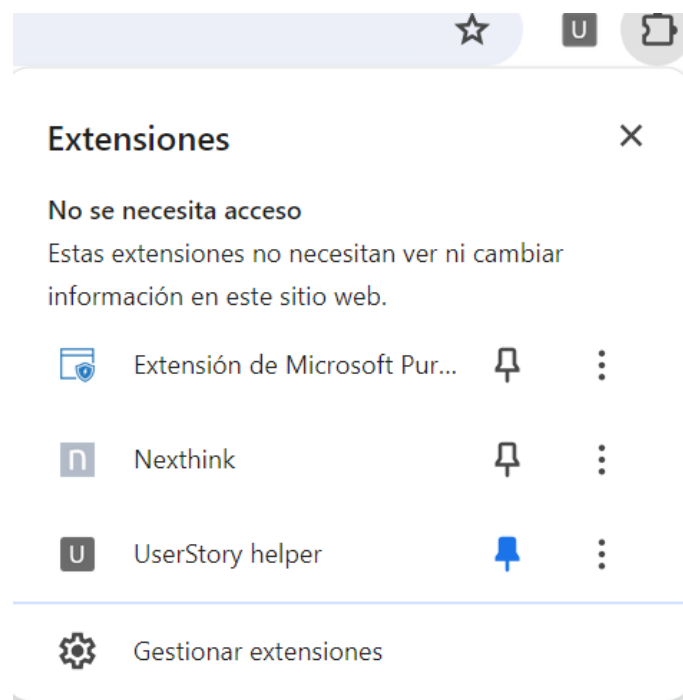 U
Extensiones
No se necesita acceso
Estas extensiones no necesitan ver ni cambiar
información en este sitio web.
Extensión de Microsoft Pur...
n Nexthink
U UserStory helper
Gestionar extensiones